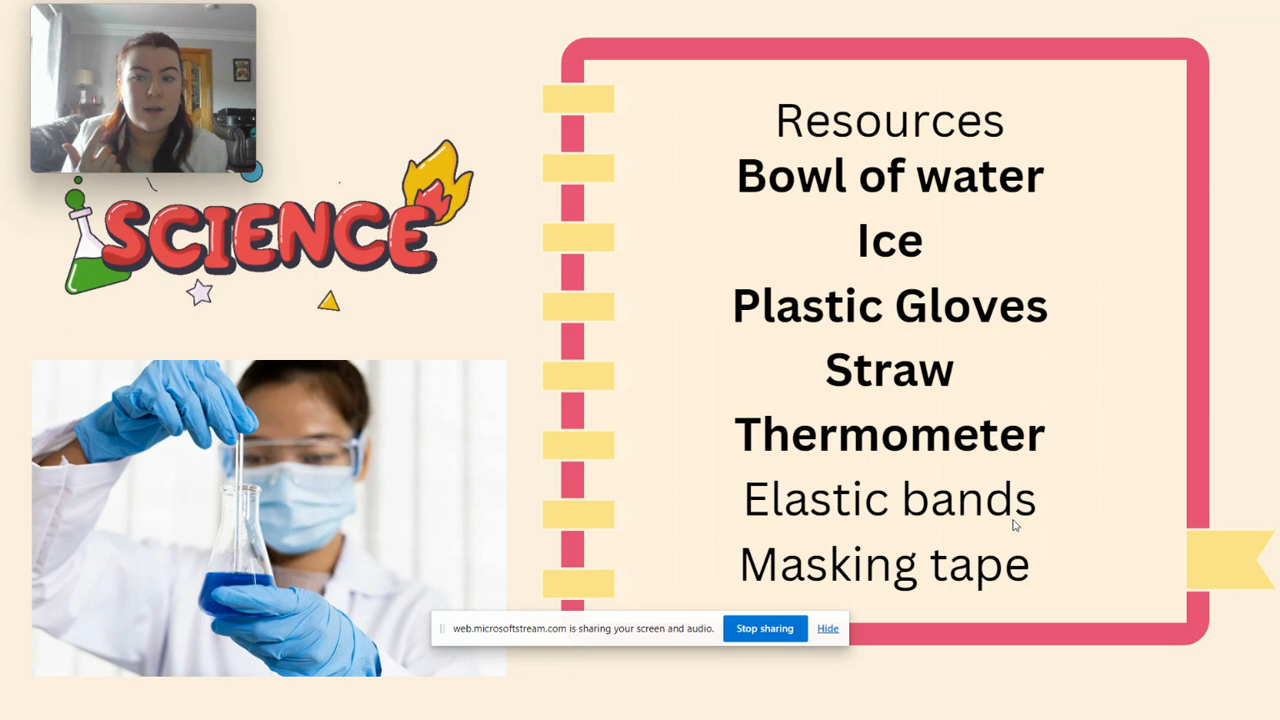 SCIENCE
Resources
Bowl of water
Ice
Plastic Gloves
Straw
Thermometer
Elastic bands
Masking tape
web.microsoftstream.com is sharing your screen and audio. Stop sharing Hide